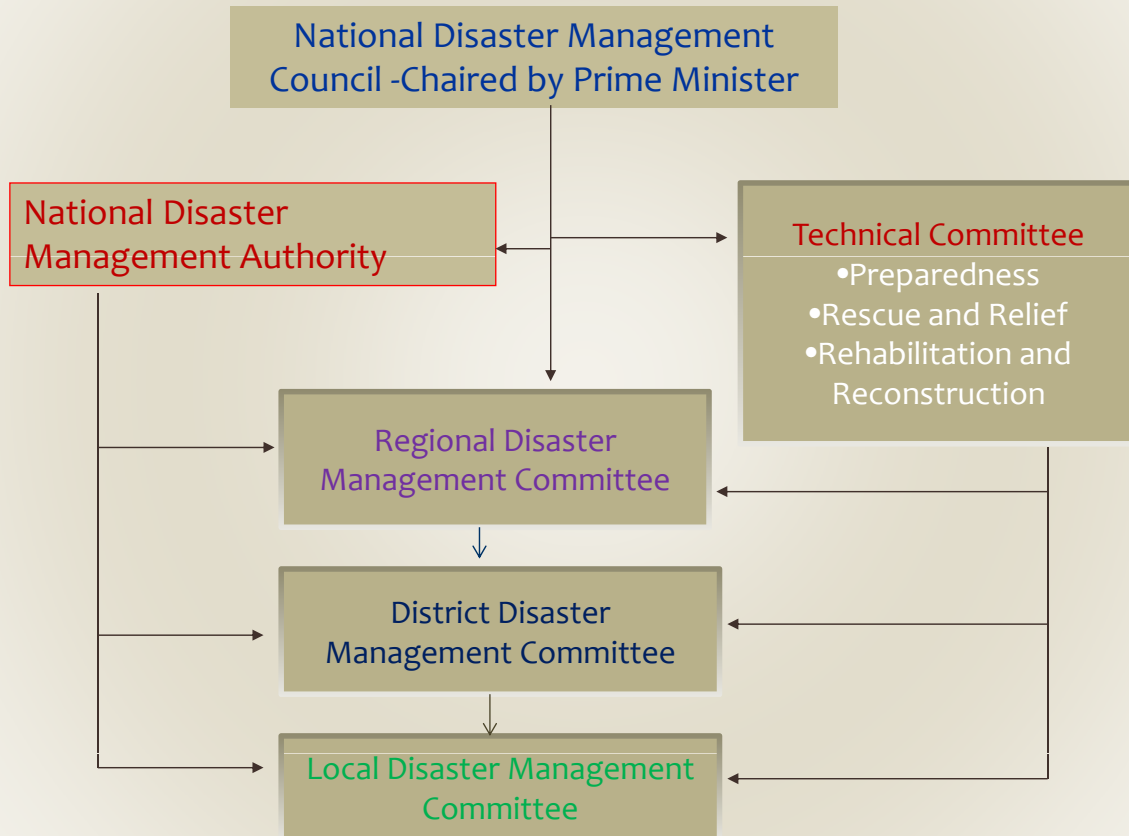 National Disaster Management
Council -Chaired by Prime Minister
National Disaster
Management Authority
Technical Committee
•Preparedness
•Rescue and Relief
•Rehabilitation and
Reconstruction
Regional Disaster
Management Committee
District Disaster
Management Committee
Local Disaster Management
Committee